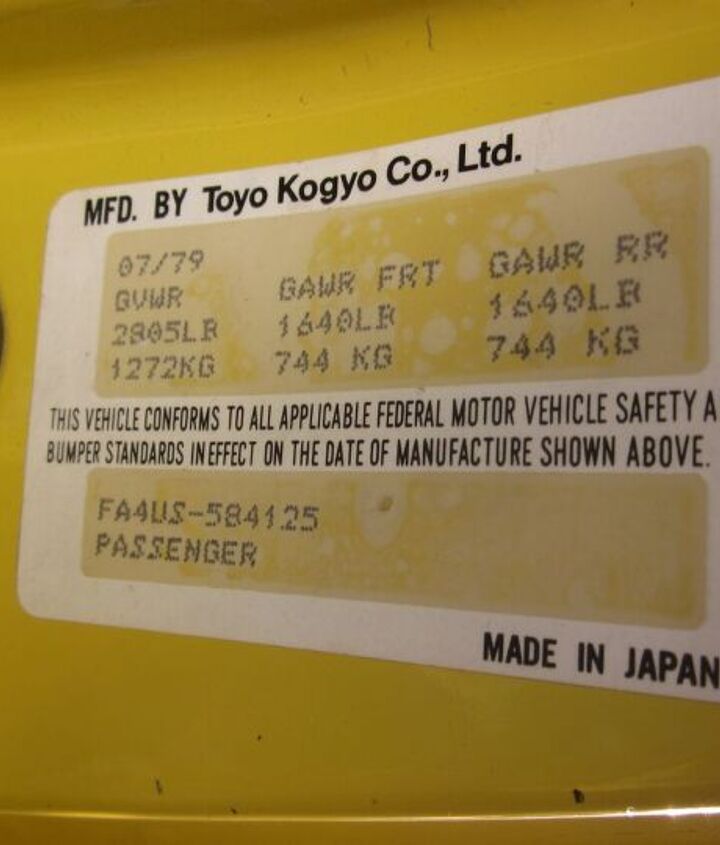 MFD. BY Toyo Kogyo Co., Ltd.
07/79
GVWR GAWR FRT GAWR RR
2805LB 1640LB 1640LB
1272KG 744 KG 744 KG
THIS VEHICLE CONFORMS TO ALL APPLICABLE FEDERAL MOTOR VEHICLE SAFETY A
BUMPER STANDARDS IN EFFECT ON THE DATE OF MANUFACTURE SHOWN ABOVE.
FA4US-584125
PASSENGER
MADE IN JAPAN